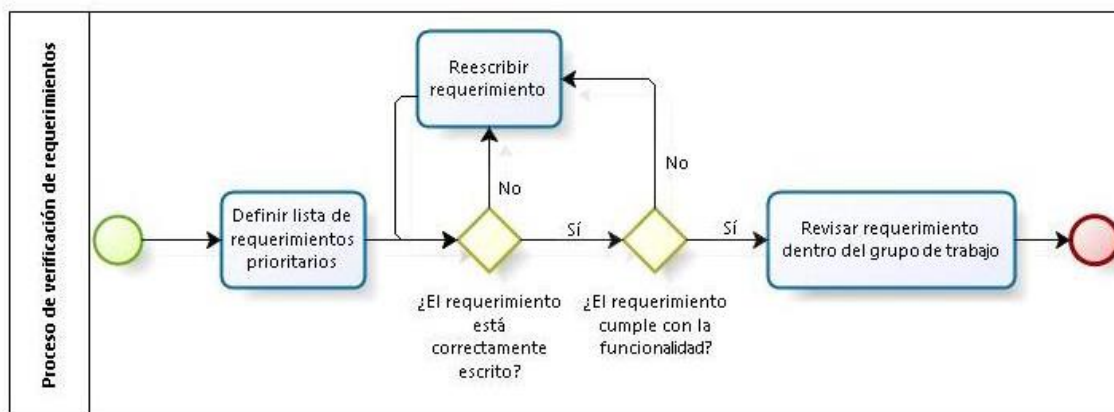 Proceso de verificación de requerimientos
Reescribir
requerimiento
No
No
Definir lista de
requerimientos
prioritarios
Sí
Sí
Revisar requerimiento
dentro del grupo de trabajo
¿El requerimiento
está
correctamente
escrito?
¿El requerimiento
cumple con la
funcionalidad?